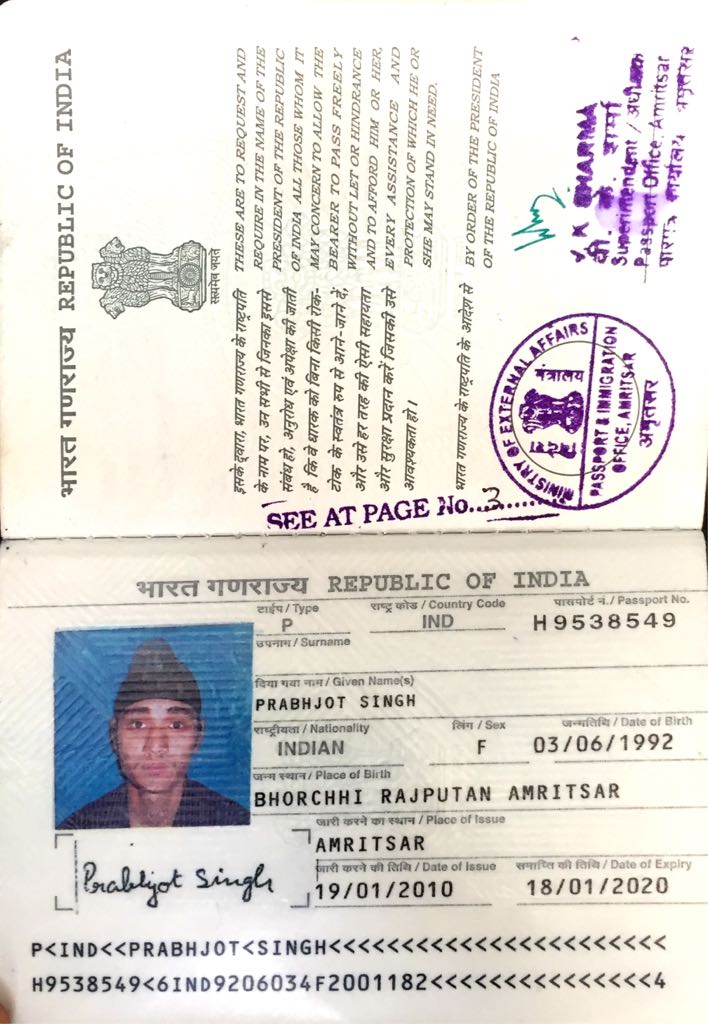 भारत गणराज्य REPUBLIC OF INDIA
सत्यमेव जयते
इसके द्वारा, भारत गणराज्य के राष्ट्रपति
के नाम पर, उन सभी से जिनका इससे
संबंध हो, अनुरोध एवं अपेक्षा की जाती
है कि वे धारक को बिना किसी रोक-
टोक के स्वतंत्र रुप से आने-जाने दें,
और उसे हर तरह की ऐसी सहायता
और सुरक्षा प्रदान करें जिसकी उसे
आवश्यकता हो।
THESE ARE TO REQUEST AND
REQUIRE IN THE NAME OF THE
PRESIDENT OF THE REPUBLIC
OF INDIA ALL THOSE WHOM IT
MAY CONCERN TO ALLOW THE
BEARER TO PASS FREELY
WITHOUT LET OR HINDRANCE
AND TO AFFORD HIM OR HER,
EVERY ASSISTANCE AND
PROTECTION OF WHICH HE OR
SHE MAY STAND IN NEED.
भारत गणराज्य के राष्ट्रपति के आदेश से
BY ORDER OF THE PRESIDENT
OF THE REPUBLIC OF INDIA
K SHARMA
Superintendent / अधीक्षक
Passport Office, Amritsar
कार्यालय अमृतसर
MINISTRY OF EXTERNAL AFFAIRS
विदेश मंत्रालय
PASSPORT & IMMIGRATION
OFFICE, AMRITSAR
अमृतसर
SEE AT PAGE No...3.........
भारत गणराज्य REPUBLIC OF INDIA
टाईप / Type राष्ट्र कोड / Country Code पासपोर्ट नं. / Passport No.
P IND H9538549
उपनाम / Surname
दिया गया नाम / Given Name(s)
PRABHJOT SINGH
राष्ट्रीयता / Nationality लिंग / Sex जन्मतिथि / Date of Birth
INDIAN F 03/06/1992
जन्म स्थान / Place of Birth
BHORCHHI RAJPUTAN AMRITSAR
जारी करने का स्थान / Place of Issue
AMRITSAR
जारी करने की तिथि / Date of Issue समाप्ति की तिथि / Date of Expiry
19/01/2010 18/01/2020
Prabhjot Singh
P<IND<<PRABHJOT<SINGH<<<<<<<<<<<<<<<<<<<<<<<
H9538549<6IND9206034F2001182<<<<<<<<<<<<<<<4